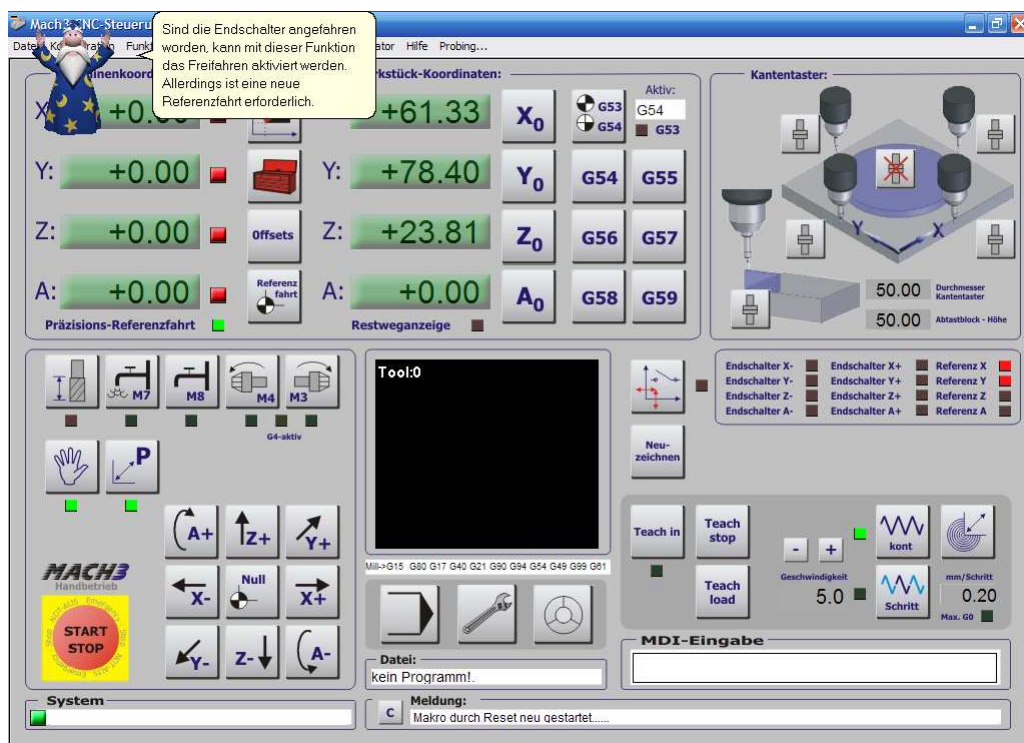 Mach3 CNC-Steueru
Sind die Endschalter angefahren
worden, kann mit dieser Funktion
das Freifahren aktiviert werden.
Allerdings ist eine neue
Referenzfahrt erforderlich.
Funkt
Hilfe Probing...
inenkoord
rkstück-Koordinaten:
Kantentaster:
X +0.
+61.33
X0
G53
G54
Aktiv:
G54
G53
Y: +0.00
Y: +78.40
Y0
G54
G55
Z: +0.00
Offsets
Z: +23.81
Z0
G56
G57
A: +0.00
Referenz
fahrt
A: +0.00
A0
G58
G59
Präzisions-Referenzfahrt
Restweganzeige
Y
X
50.00 Durchmesser
Kantentaster
50.00 Abtastblock - Höhe
M7
M8
M4
M3
G4-aktiv
P
Tool:0
Endschalter X- Endschalter X+ Referenz X
Endschalter Y- Endschalter Y+ Referenz Y
Endschalter Z- Endschalter Z+ Referenz Z
Endschalter A- Endschalter A+ Referenz A
Neu-
zeichnen
A+
Z+
Y+
X-
Null
X+
Y-
Z-
A-
MACH3
Handbetrieb
START
STOP
Mill->G15 G80 G17 G40 G21 G90 G94 G54 G49 G99 G61
Teach in
Teach
stop
Teach
load
- +
Geschwindigkeit
5.0
kont
Schritt
mm/Schritt
0.20
Max. G0
MDI-Eingabe
Datei:
kein Programm!.
System
C
Meldung:
Makro durch Reset neu gestartet.....